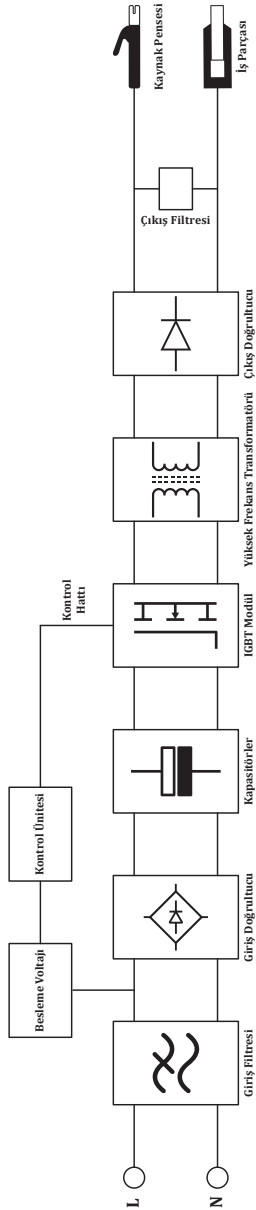 L
N
Giriş Filtresi
Besleme Voltajı
Giriş Doğrultucu
Kontrol Ünitesi
Kapasitörler
Kontrol
Hattı
IGBT Modül
Yüksek Frekans Transformatörü
Çıkış Doğrultucu
Çıkış Filtresi
Kaynak Pensesi
İş Parçası